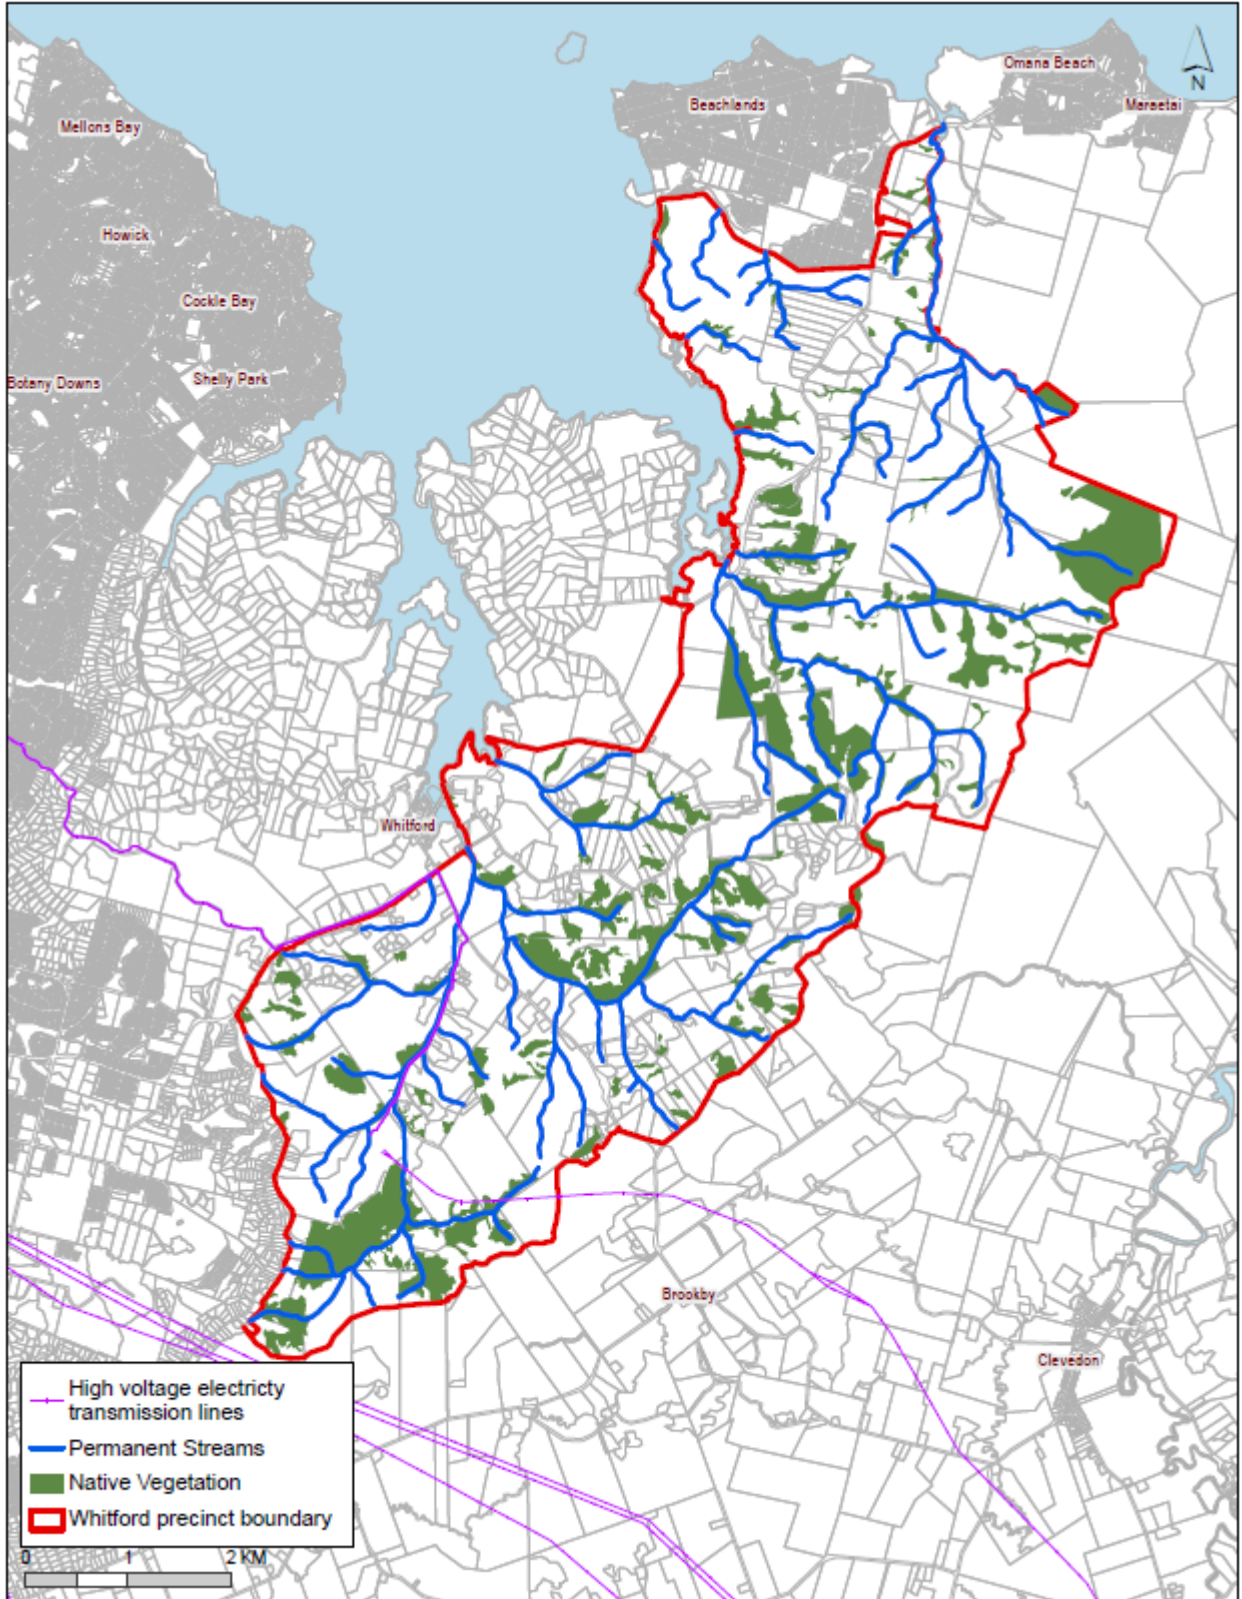 Omana Beach
N
Beachlands
Maraetai
Mellons Bay
Howick
Cockle Bay
Shelly Park
Botany Downs
Whitford
Brookby
Clevedon
High voltage electricty
transmission lines
Permanent Streams
Native Vegetation
Whitford precinct boundary
0 1 2 KM